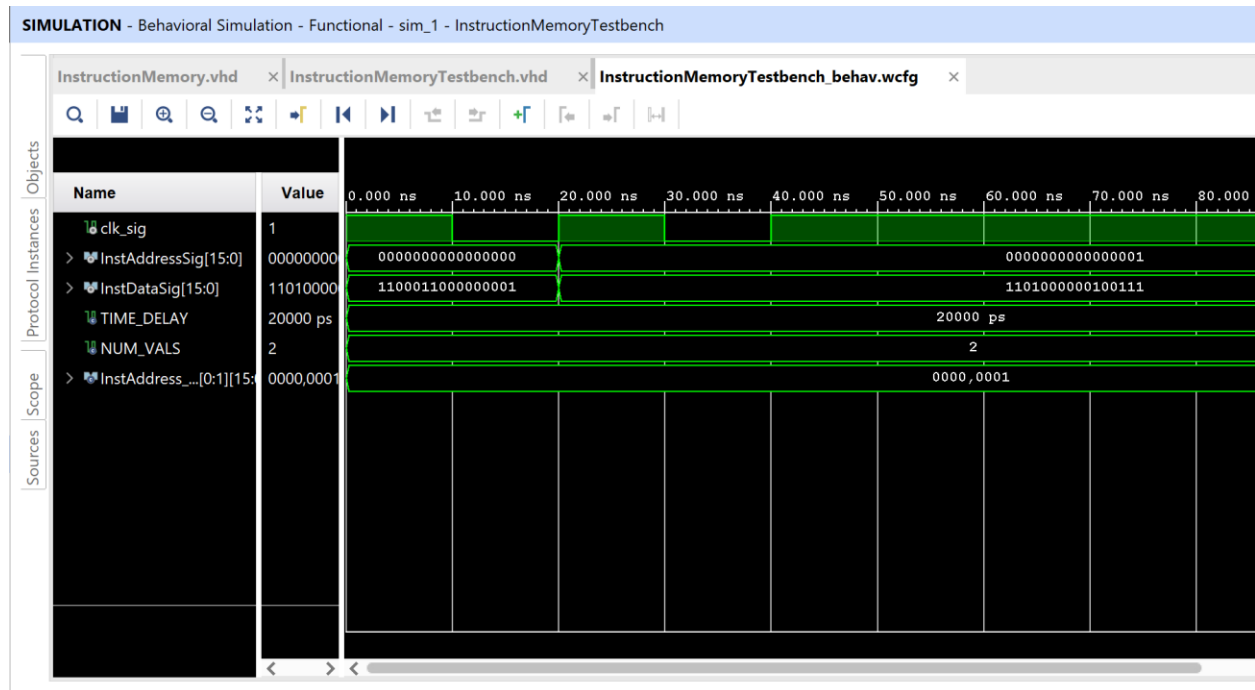 SIMULATION - Behavioral Simulation - Functional - sim_1 - InstructionMemoryTestbench
InstructionMemory.vhd × InstructionMemoryTestbench.vhd × InstructionMemoryTestbench_behav.wcfg ×
Objects
Protocol Instances
Scope
Sources
Name Value 0.000 ns 10.000 ns 20.000 ns 30.000 ns 40.000 ns 50.000 ns 60.000 ns 70.000 ns 80.000
clk_sig 1
> InstAddressSig[15:0] 00000000 0000000000000000 0000000000000001
> InstDataSig[15:0] 11010000 1100011000000001 1101000000100111
TIME_DELAY 20000 ps 20000 ps
NUM_VALS 2 2
> InstAddress_...[0:1][15:0 0000,0001 0000,0001